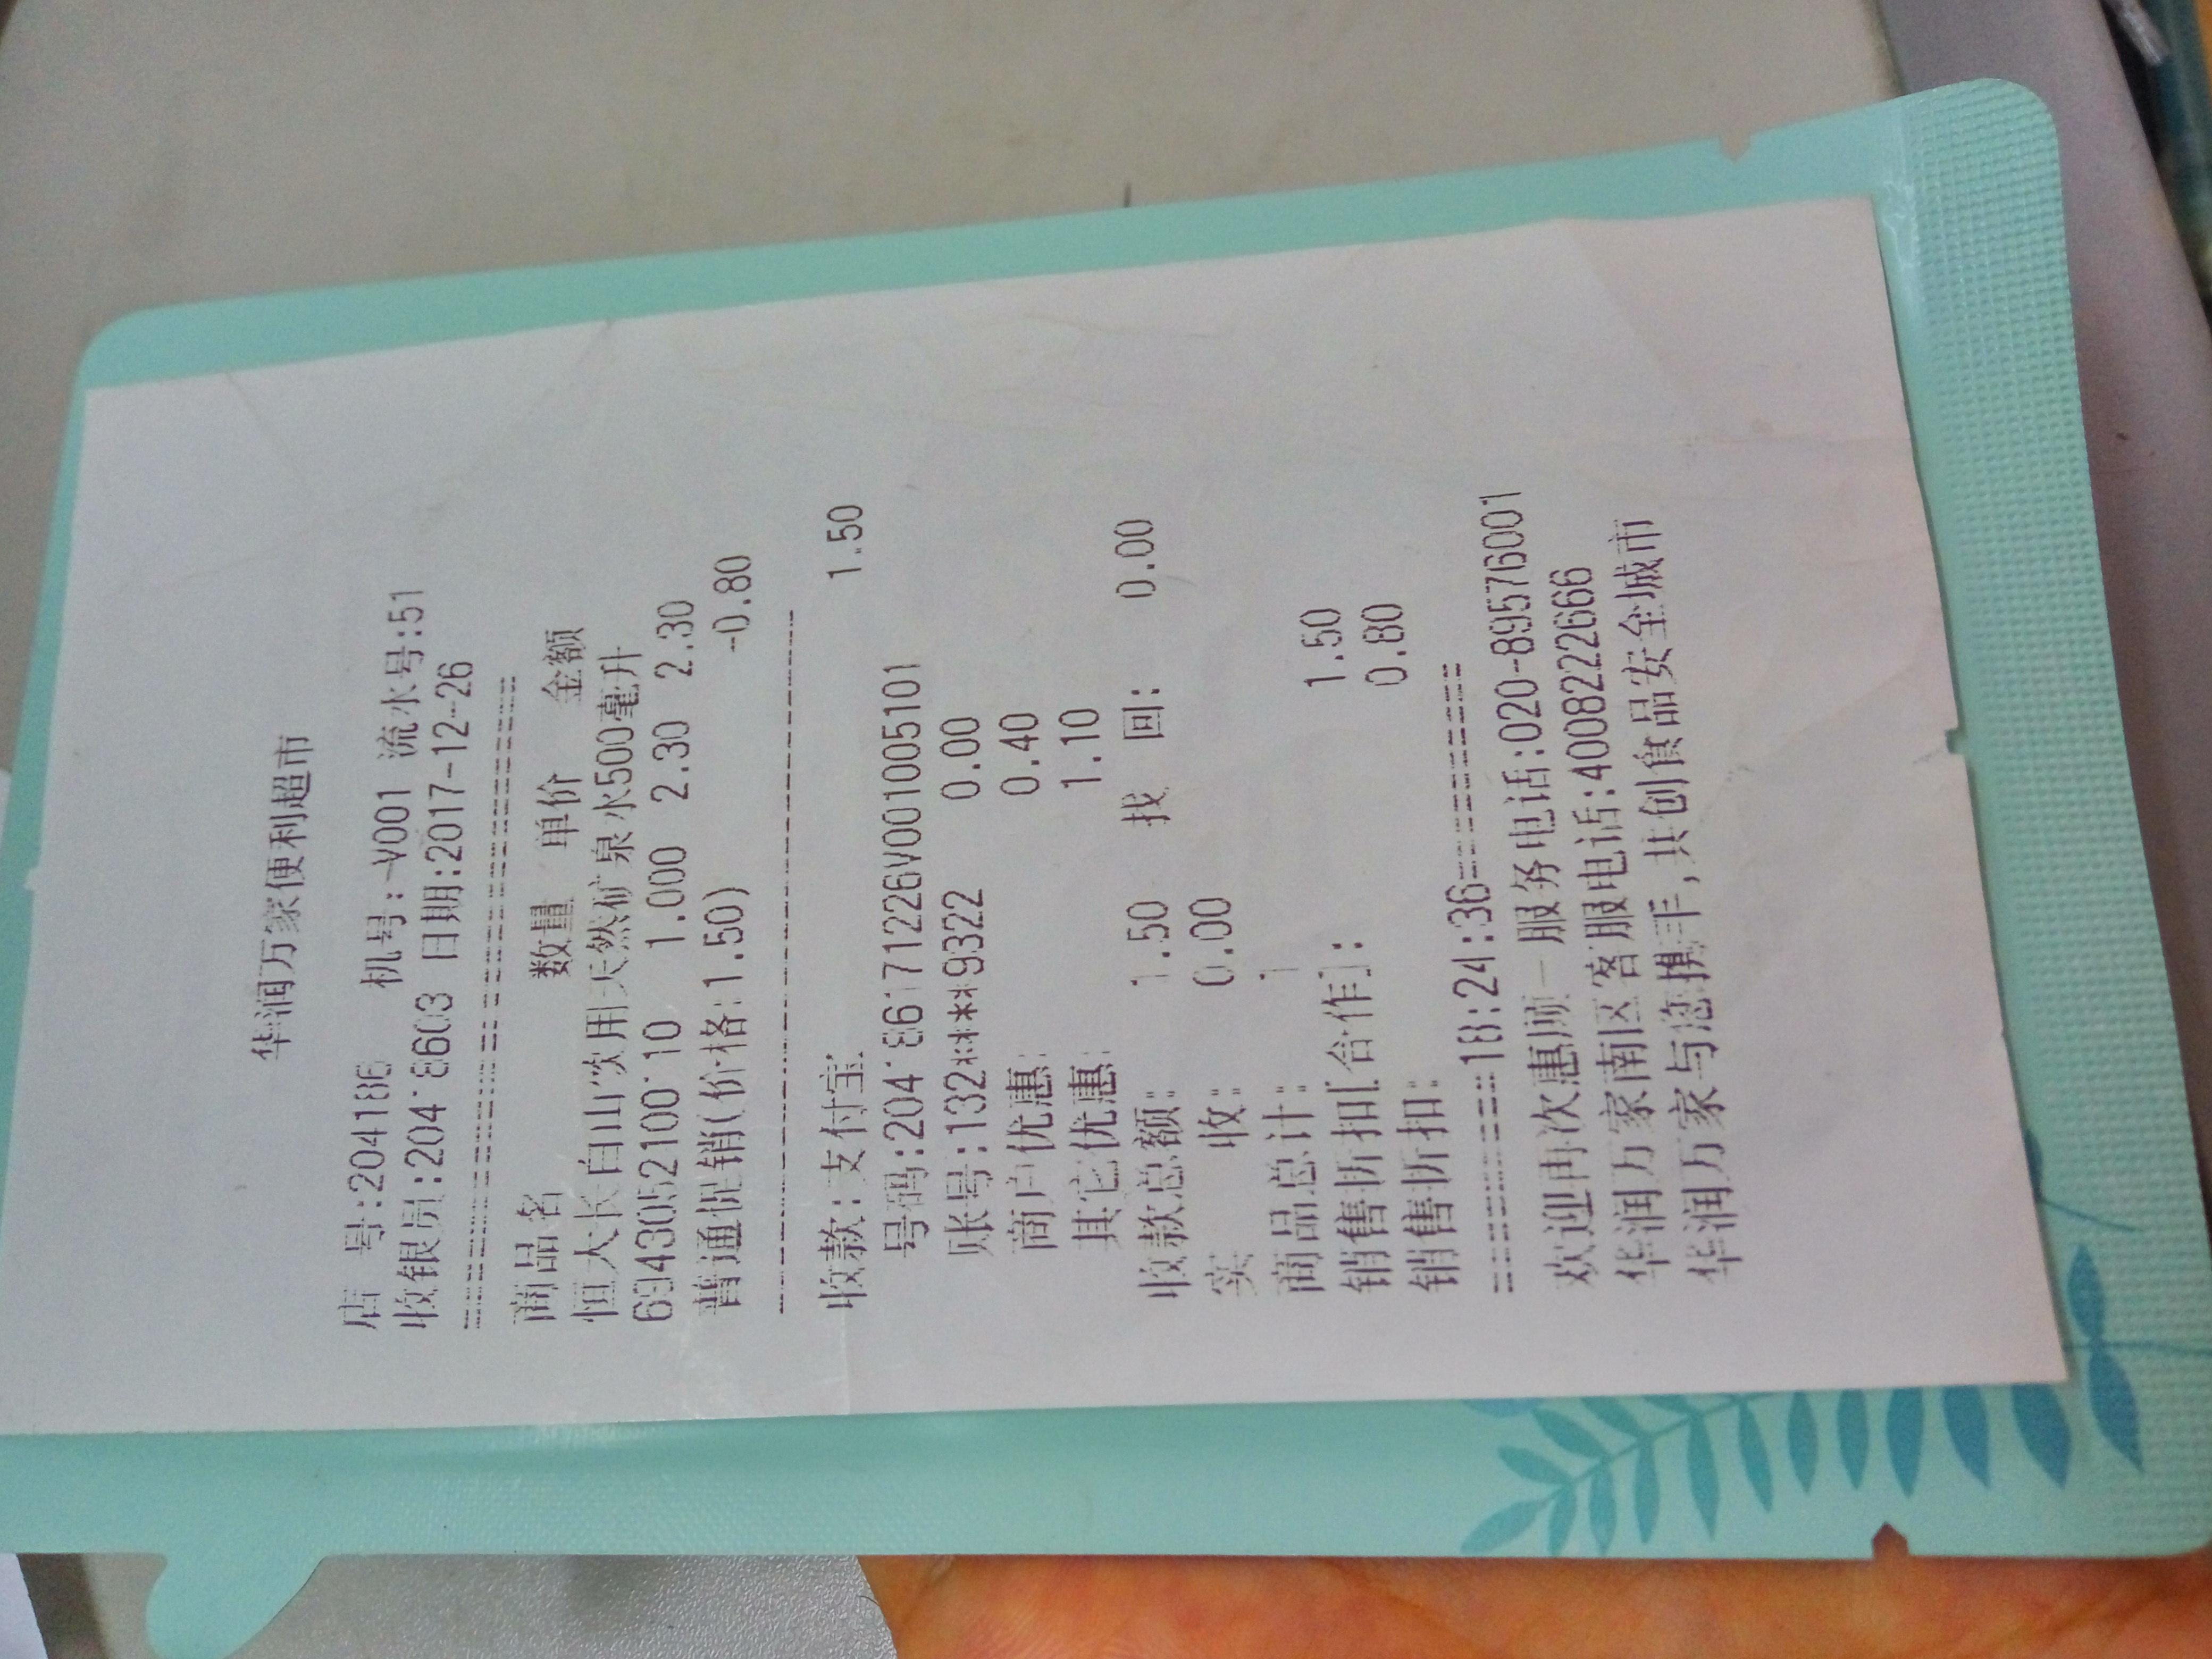 华润万家便利超市
店 号:204186 机号:V001 流水号:51
收银员:20418603 日期:2017-12-26
商品名 数量 单价 金额
恒大长白山饮用天然矿泉水500毫升
6943052100110 1.000 2.30 2.30
普通促销(价格:1.50) -0.80
收款:支付宝 1.50
号码:204186171226V001005101
账号:132****9322 0.00
商户优惠: 0.40
其它优惠: 1.10
收款总额: 1.50 找 回: 0.00
实 收: 0.00
商品总计: 1
销售折扣[合作]: 1.50
销售折扣: 0.80
18:24:36
欢迎再次惠顾-服务电话:020-89576001
华润万家南区客服电话:4008222666
华润万家与您携手,共创食品安全城市